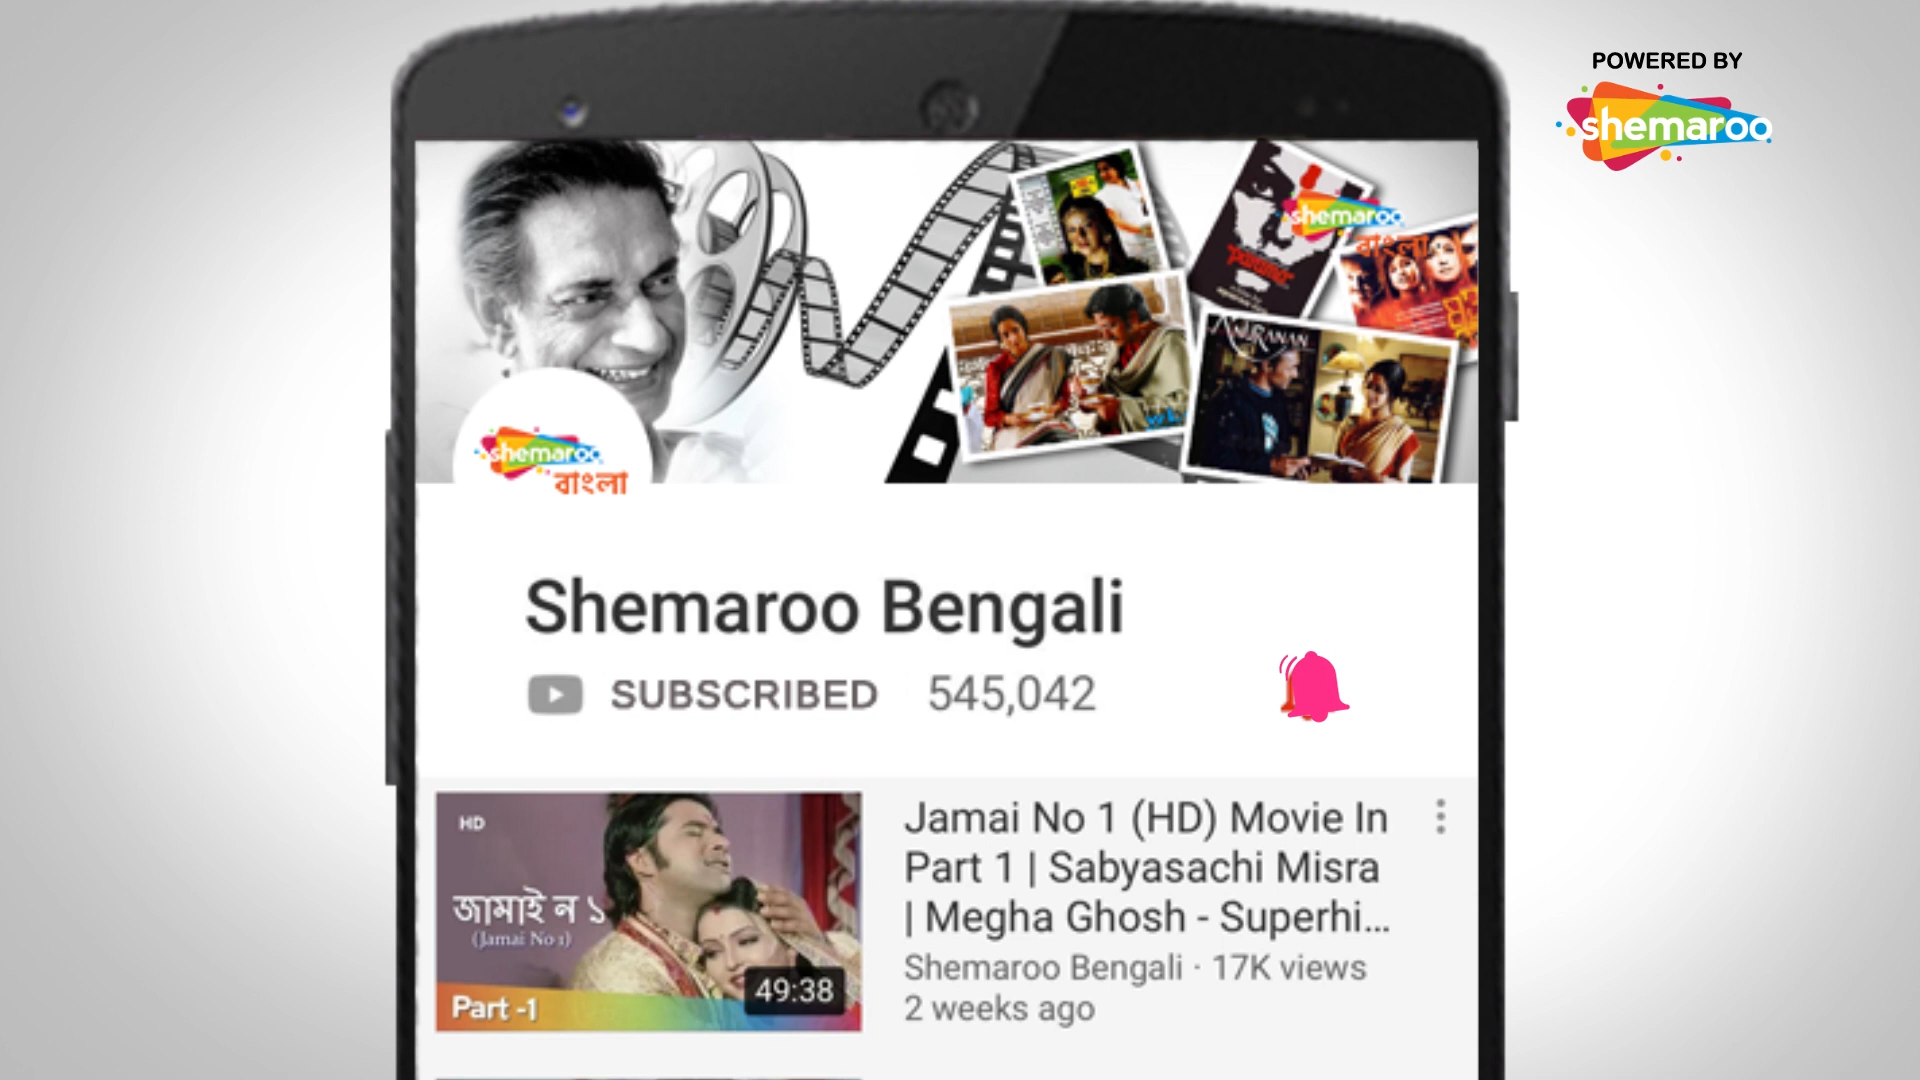 POWERED BY
shemaroo
shemaroo
বাংলা
ANURANAN
shemaroo
বাংলা
Shemaroo Bengali
SUBSCRIBED 545,042
HD
জামাই ন ১
(Jamai No 1)
Part -1
49:38
Jamai No 1 (HD) Movie In
Part 1 | Sabyasachi Misra
| Megha Ghosh - Superhi...
Shemaroo Bengali · 17K views
2 weeks ago